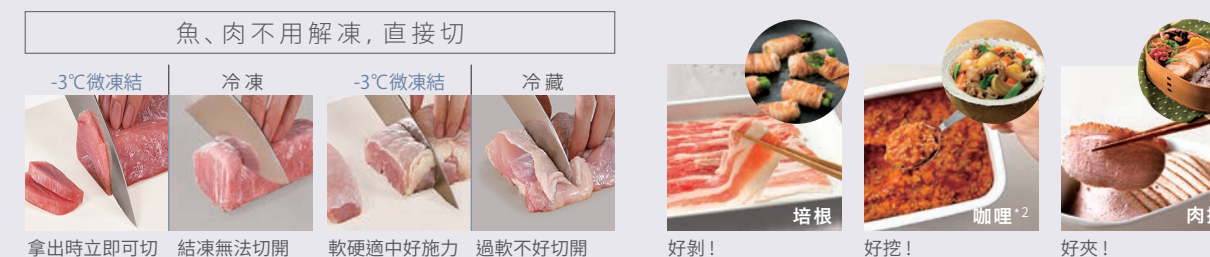 魚、肉不用解凍，直接切
-3℃微凍結
冷凍
-3℃微凍結
冷藏
拿出時立即可切
結凍無法切開
軟硬適中好施力
過軟不好切開
培根
好剝！
咖哩*2
好挖！
肉
好夾！